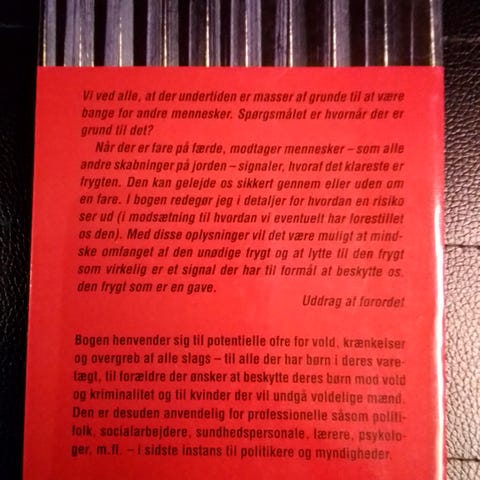 Vi ved alle, at der undertiden er masser af grunde til at være
bange for andre mennesker. Spørgsmålet er hvornår der er
grund til det?
Når der er fare på færde, modtager mennesker – som alle
andre skabninger på jorden – signaler, hvoraf det klareste er
frygten. Den kan gelejde os sikkert gennem eller uden om
en fare. I bogen redegør jeg i detaljer for hvordan en risiko
ser ud (i modsætning til hvordan vi eventuelt har forestillet
os den). Med disse oplysninger vil det være muligt at mind-
ske omfanget af den unødige frygt og at lytte til den frygt
som virkelig er et signal der har til formål at beskytte os,
den frygt som er en gave.
Uddrag af forordet
Bogen henvender sig til potentielle ofre for vold, krænkelser
og overgreb af alle slags – til alle der har børn i deres vare-
tægt, til forældre der ønsker at beskytte deres børn mod vold
og kriminalitet og til kvinder der vil undgå voldelige mænd.
Den er desuden anvendelig for professionelle såsom politi-
folk, socialarbejdere, sundhedspersonale, lærere, psykolo-
ger, m.fl. – i sidste instans til politikere og myndigheder.